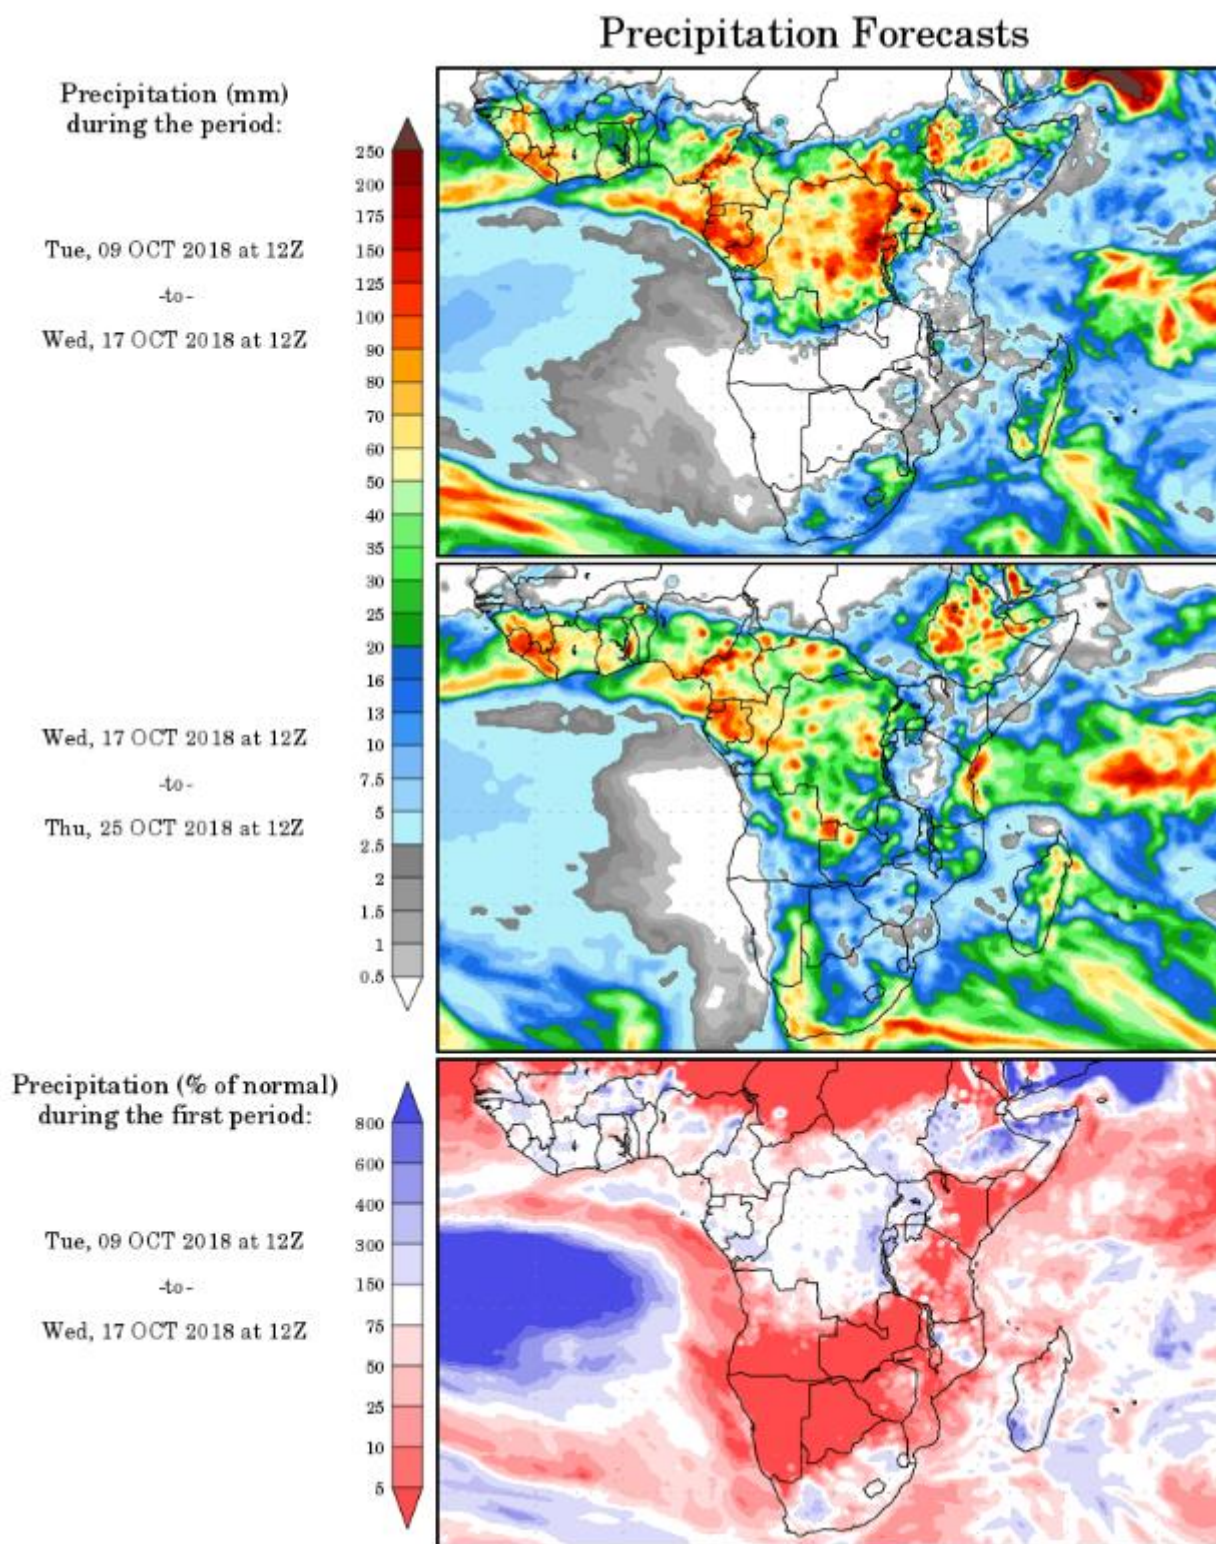 Precipitation Forecasts
Precipitation (mm)
during the period:
Tue, 09 OCT 2018 at 12Z
-to-
Wed, 17 OCT 2018 at 12Z
Wed, 17 OCT 2018 at 12Z
-to-
Thu, 25 OCT 2018 at 12Z
250
200
175
150
125
100
90
80
70
60
50
40
35
30
25
20
16
13
10
7.5
5
2.5
2
1.5
1
0.5
Precipitation (% of normal)
during the first period:
Tue, 09 OCT 2018 at 12Z
-to-
Wed, 17 OCT 2018 at 12Z
800
600
400
300
150
75
50
25
10
5